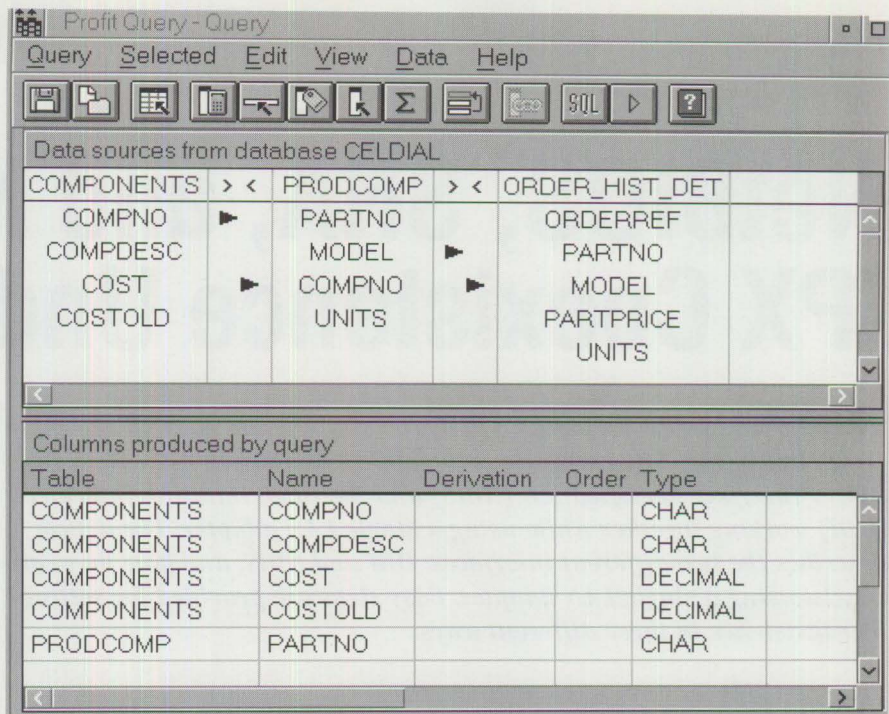 Profit Query - Query
Query Selected Edit View Data Help
SQL ?
Data sources from database CELDIAL
COMPONENTS > < PRODCOMP > < ORDER_HIST_DET
COMPNO PARTNO ORDERREF
COMPDESC MODEL PARTNO
COST COMPNO MODEL
COSTOLD UNITS PARTPRICE
UNITS
Columns produced by query
Table Name Derivation Order Type
COMPONENTS COMPNO CHAR
COMPONENTS COMPDESC CHAR
COMPONENTS COST DECIMAL
COMPONENTS COSTOLD DECIMAL
PRODCOMP PARTNO CHAR